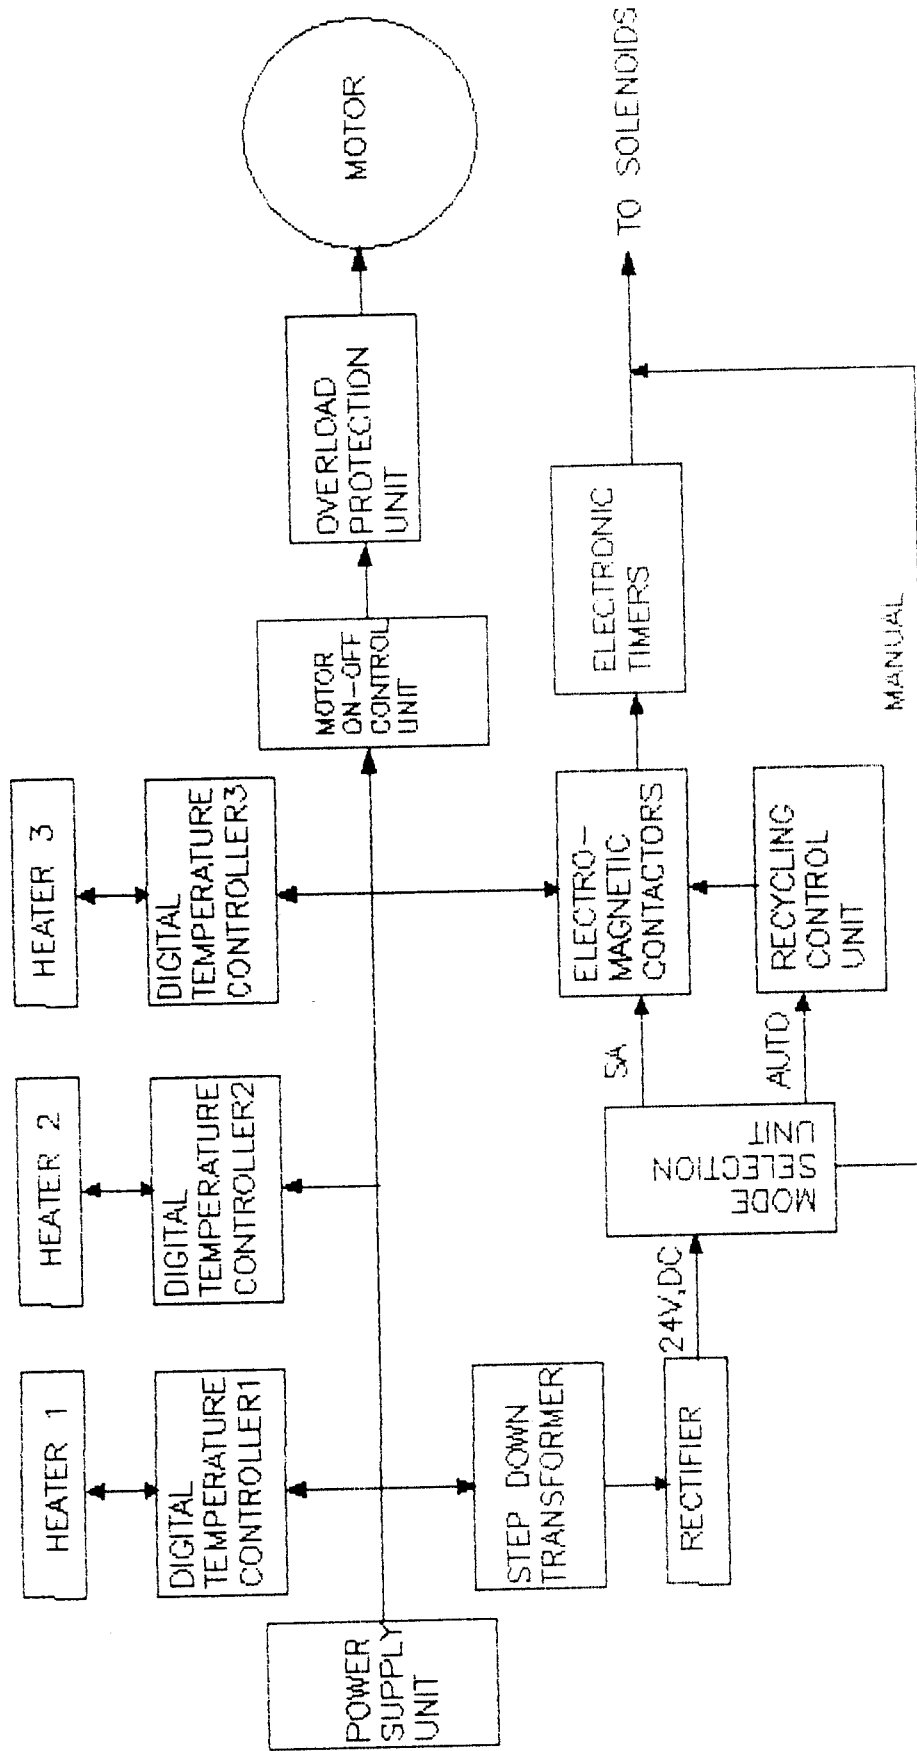 HEATER 1
HEATER 2
HEATER 3
DIGITAL
TEMPERATURE
CONTROLLER1
DIGITAL
TEMPERATURE
CONTROLLER2
DIGITAL
TEMPERATURE
CONTROLLER3
POWER
SUPPLY
UNIT
MOTOR
ON-OFF
CONTROL
UNIT
OVERLOAD
PROTECTION
UNIT
MOTOR
STEP DOWN
TRANSFORMER
RECTIFIER
24V,DC
MODE
SELECTION
UNIT
SA
AUTO
ELECTRO-
MAGNETIC
CONTACTORS
RECYCLING
CONTROL
UNIT
ELECTRONIC
TIMERS
TO SOLENOIDS
MANUAL